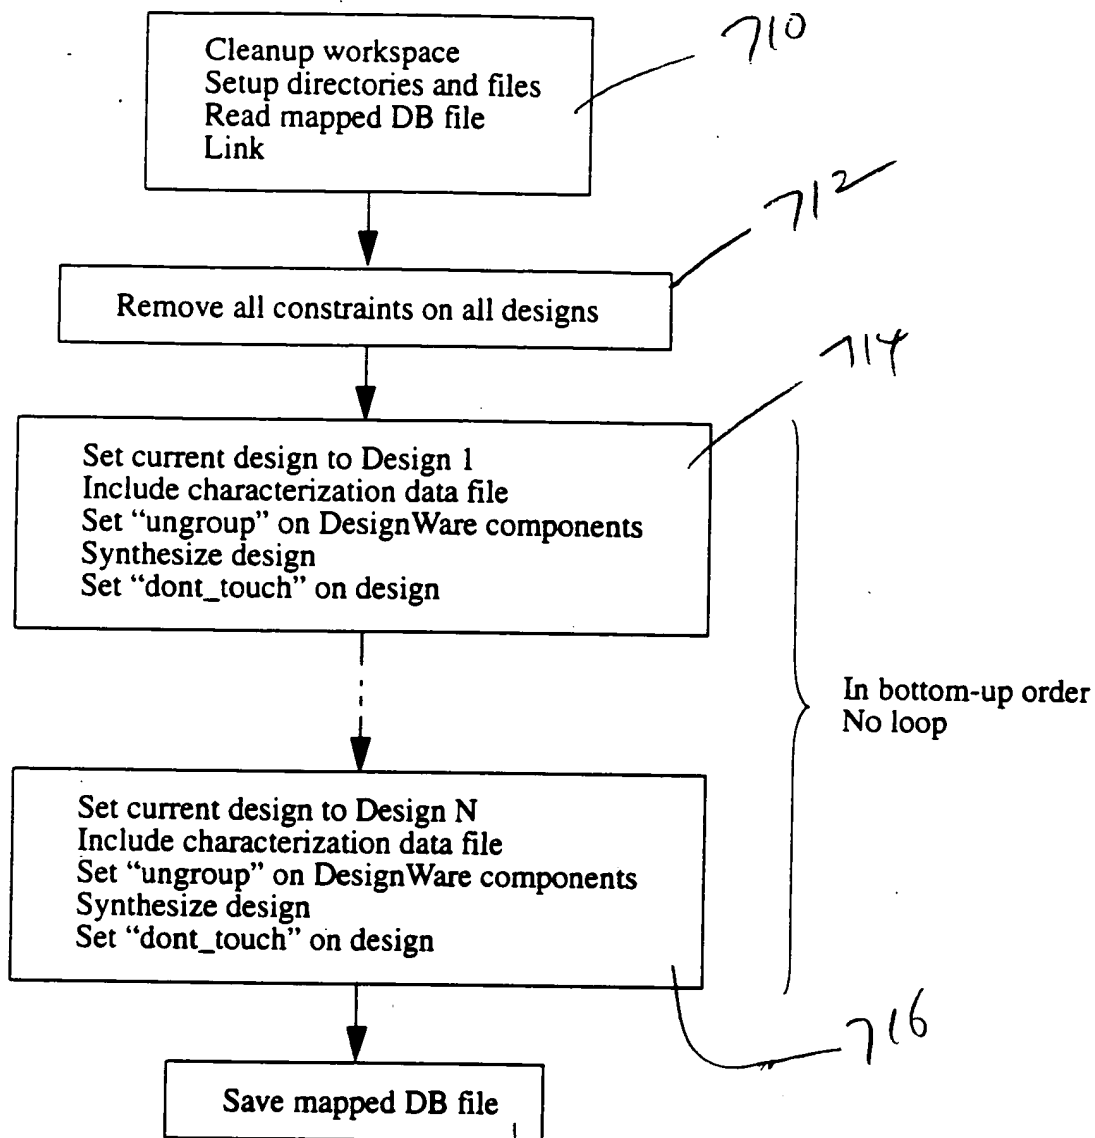 Cleanup workspace
Setup directories and files
Read mapped DB file
Link
710
712
Remove all constraints on all designs
714
Set current design to Design 1
Include characterization data file
Set “ungroup” on DesignWare components
Synthesize design
Set “dont_touch” on design
In bottom-up order
No loop
Set current design to Design N
Include characterization data file
Set “ungroup” on DesignWare components
Synthesize design
Set “dont_touch” on design
716
Save mapped DB file